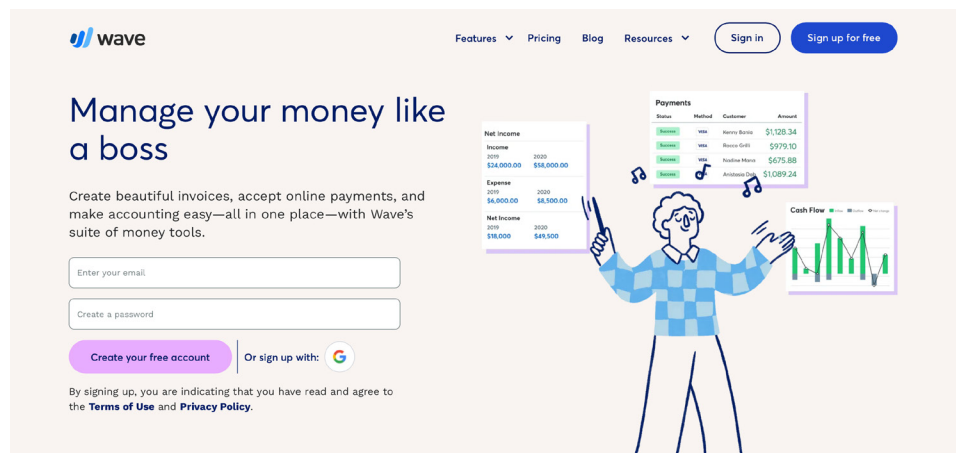 wave
Features
Pricing
Blog
Resources
Sign in
Sign up for free
Manage your money like
a boss
Create beautiful invoices, accept online payments, and
make accounting easy—all in one place—with Wave's
suite of money tools.
Enter your email
Create a password
Create your free account
Or sign up with:
By signing up, you are indicating that you have read and agree to
the Terms of Use and Privacy Policy.
Net Income
Income
2019 2020
$24,000.00 $58,000.00
Expense
2019 2020
$6,000.00 $8,500.00
Net Income
2019 2020
$18,000 $49,500
Payments
Status Method Customer Amount
Success VISA Kenny Banks $1,128.34
Success VISA Rocco Grilli $979.10
Success VISA Nadine Mara $675.88
Success VISA Anastasia $1,089.24
Cash Flow